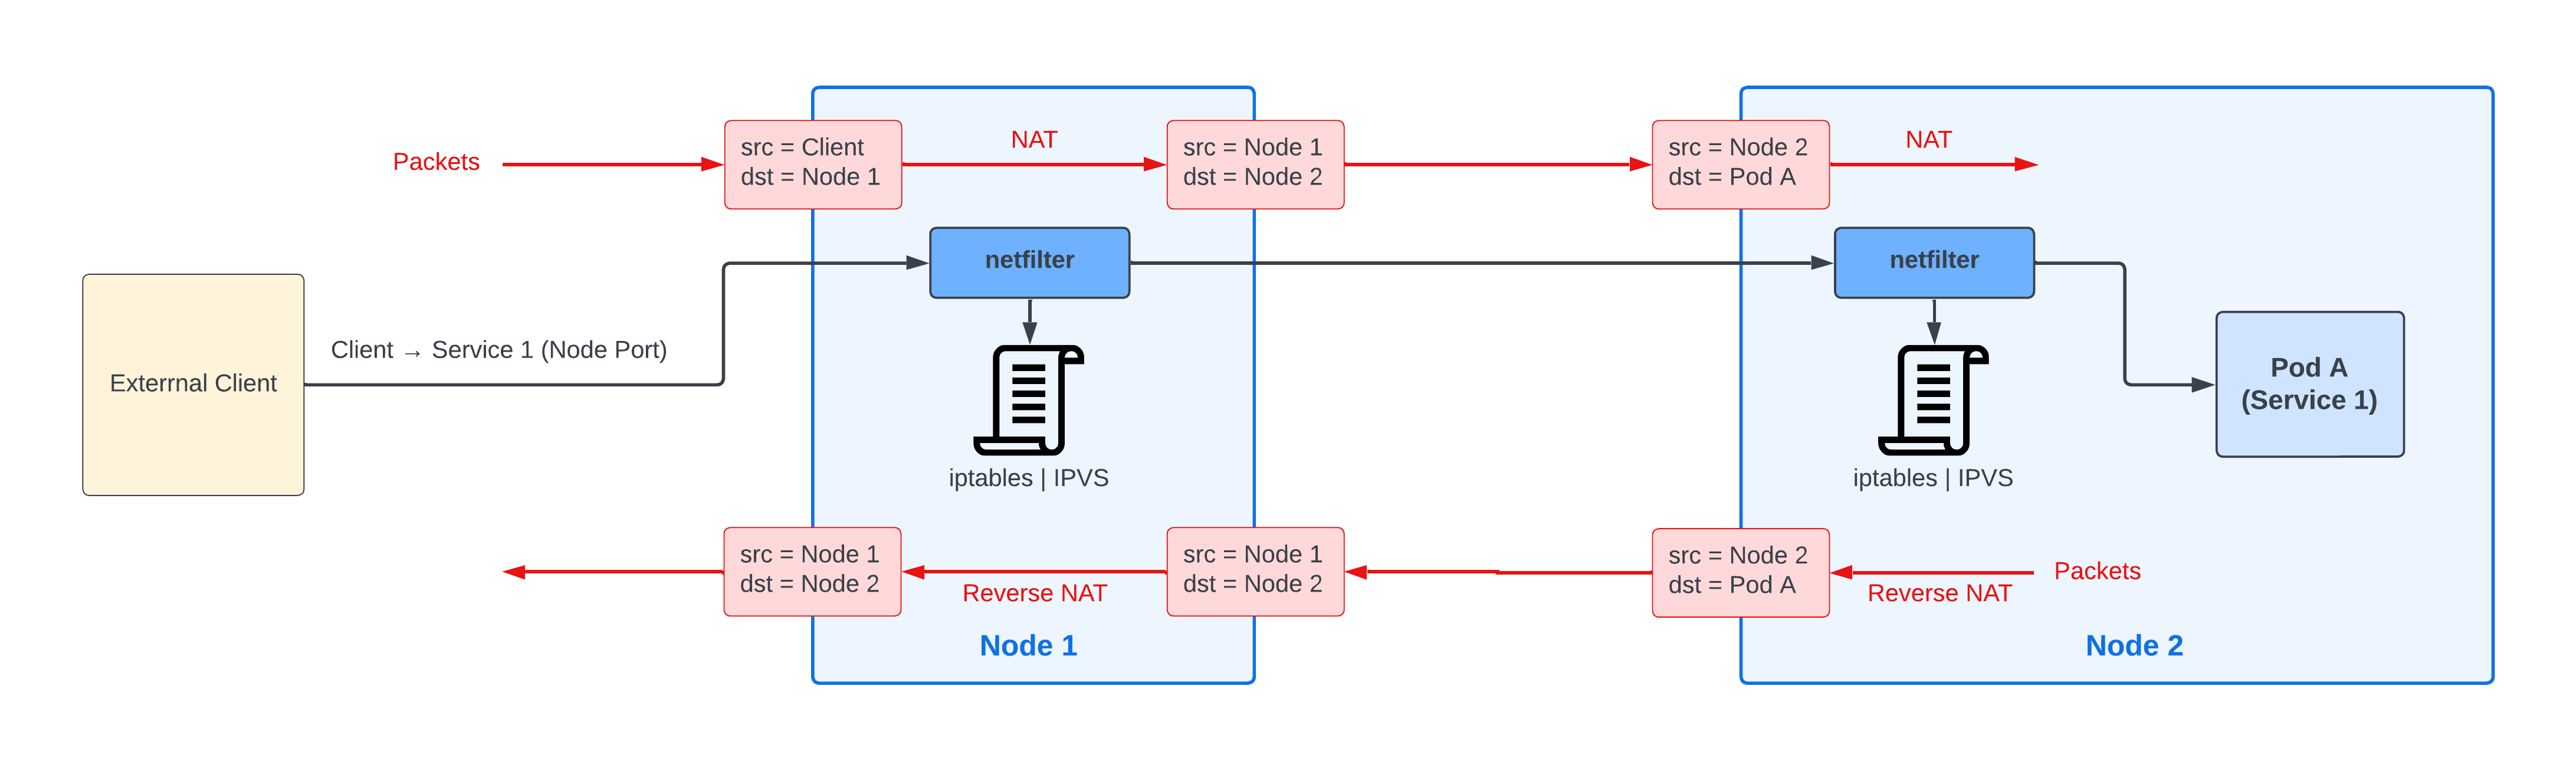 Packets
src = Client
dst = Node 1
NAT
src = Node 1
dst = Node 2
src = Node 2
dst = Pod A
NAT
netfilter
netfilter
Client → Service 1 (Node Port)
External Client
Pod A
(Service 1)
iptables | IPVS
iptables | IPVS
src = Node 1
dst = Node 2
Reverse NAT
src = Node 1
dst = Node 2
src = Node 2
dst = Pod A
Reverse NAT
Packets
Node 1
Node 2